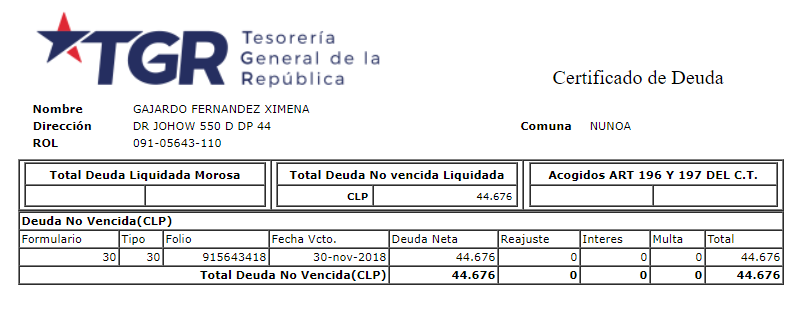 TGR Tesorería
General de la
República
Certificado de Deuda
Nombre GAJARDO FERNANDEZ XIMENA
Dirección DR JOHOW 550 D DP 44 Comuna NUNOA
ROL 091-05643-110
Total Deuda Liquidada Morosa Total Deuda No vencida Liquidada Acogidos ART 196 Y 197 DEL C.T.
CLP 44.676
Deuda No Vencida(CLP)
Formulario Tipo Folio Fecha Vcto. Deuda Neta Reajuste Interes Multa Total
30 30 915643418 30-nov-2018 44.676 0 0 0 44.676
Total Deuda No Vencida(CLP) 44.676 0 0 0 44.676